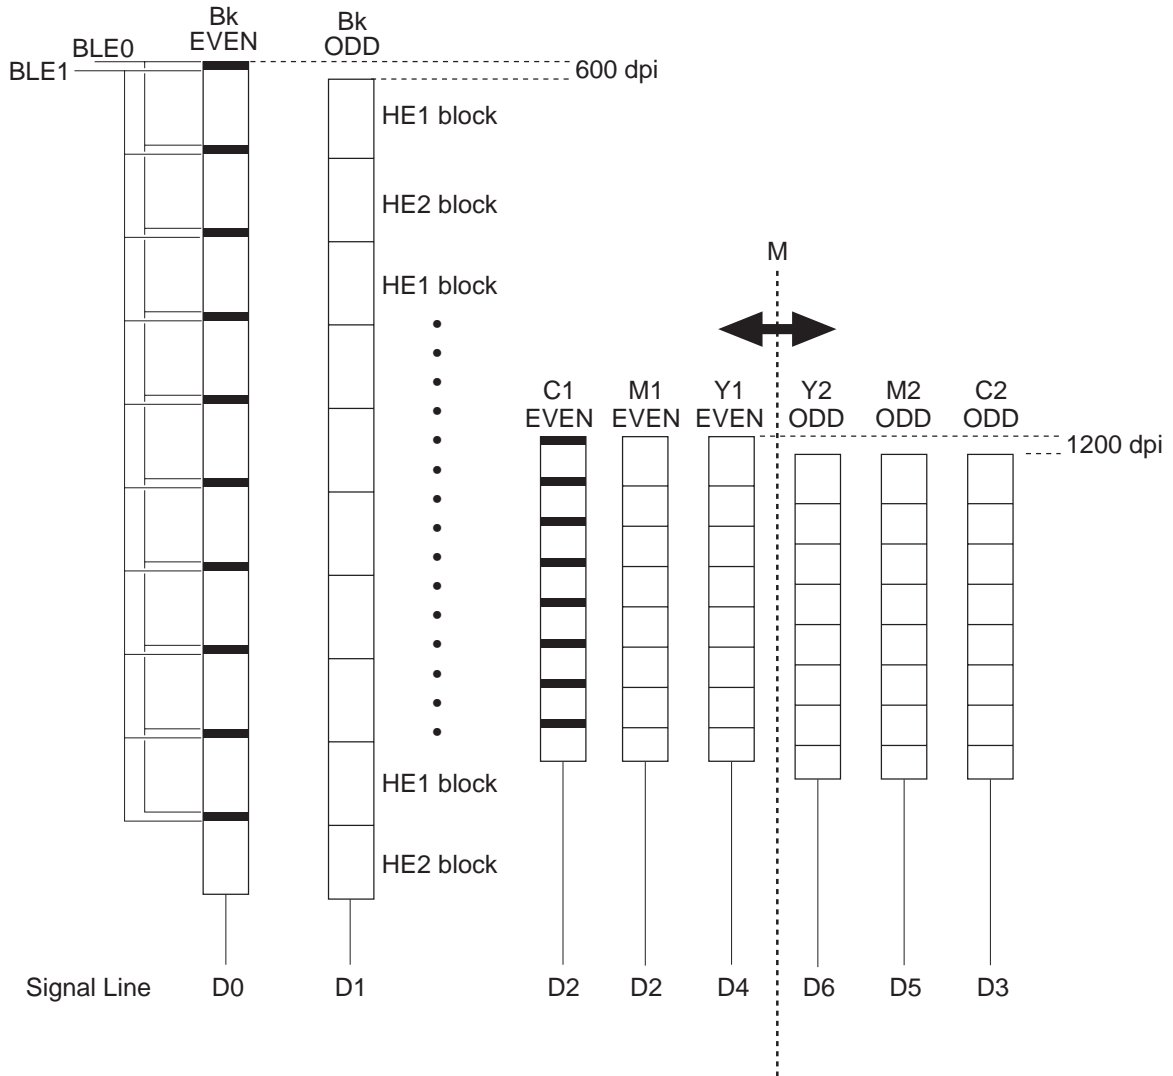 Bk
EVEN
Bk
ODD
BLE0
BLE1
600 dpi
HE1 block
HE2 block
HE1 block
M
C1
EVEN
M1
EVEN
Y1
EVEN
Y2
ODD
M2
ODD
C2
ODD
1200 dpi
HE1 block
HE2 block
Signal Line D0 D1 D2 D2 D4 D6 D5 D3